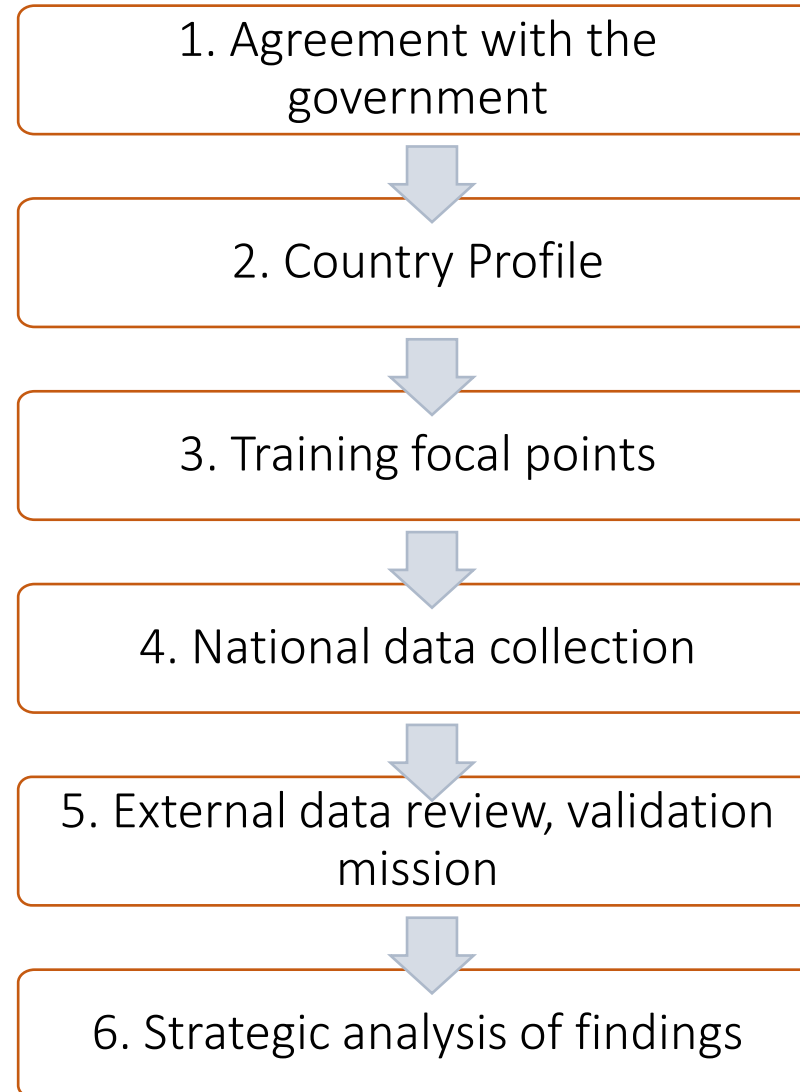 1. Agreement with the
government
2. Country Profile
3. Training focal points
4. National data collection
5. External data review, validation
mission
6. Strategic analysis of findings